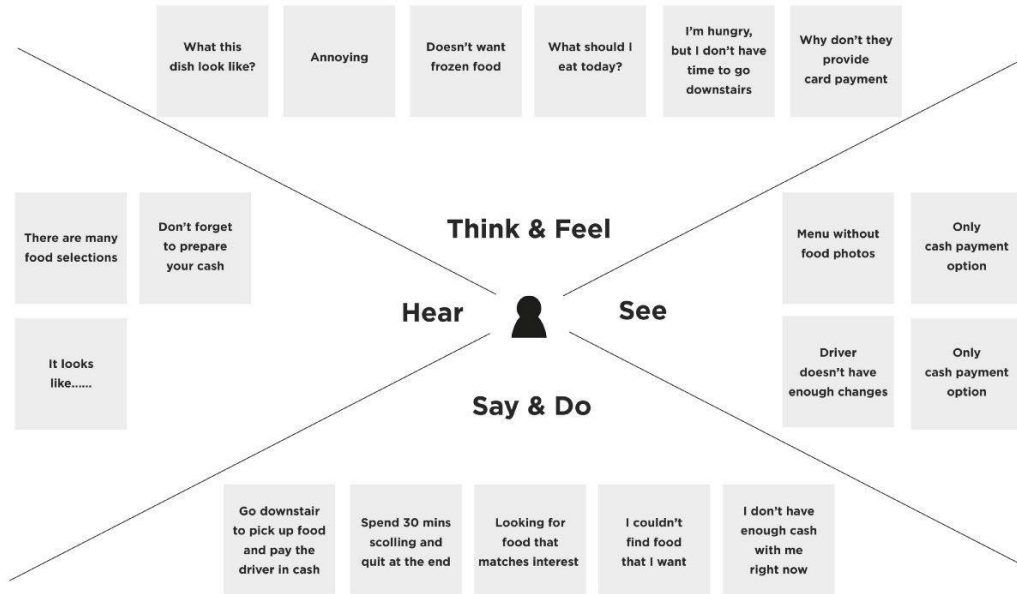 What this
dish look like?
Annoying
Doesn't want
frozen food
What should I
eat today?
I'm hungry,
but I don't have
time to go
downstairs
Why don't they
provide
card payment
Think & Feel
There are many
food selections
Don't forget
to prepare
your cash
It looks
like......
Hear
See
Menu without
food photos
Only
cash payment
option
Driver
doesn't have
enough changes
Only
cash payment
option
Say & Do
Go downstair
to pick up food
and pay the
driver in cash
Spend 30 mins
scolling and
quit at the end
Looking for
food that
matches interest
I couldn't
find food
that I want
I don't have
enough cash
with me
right now